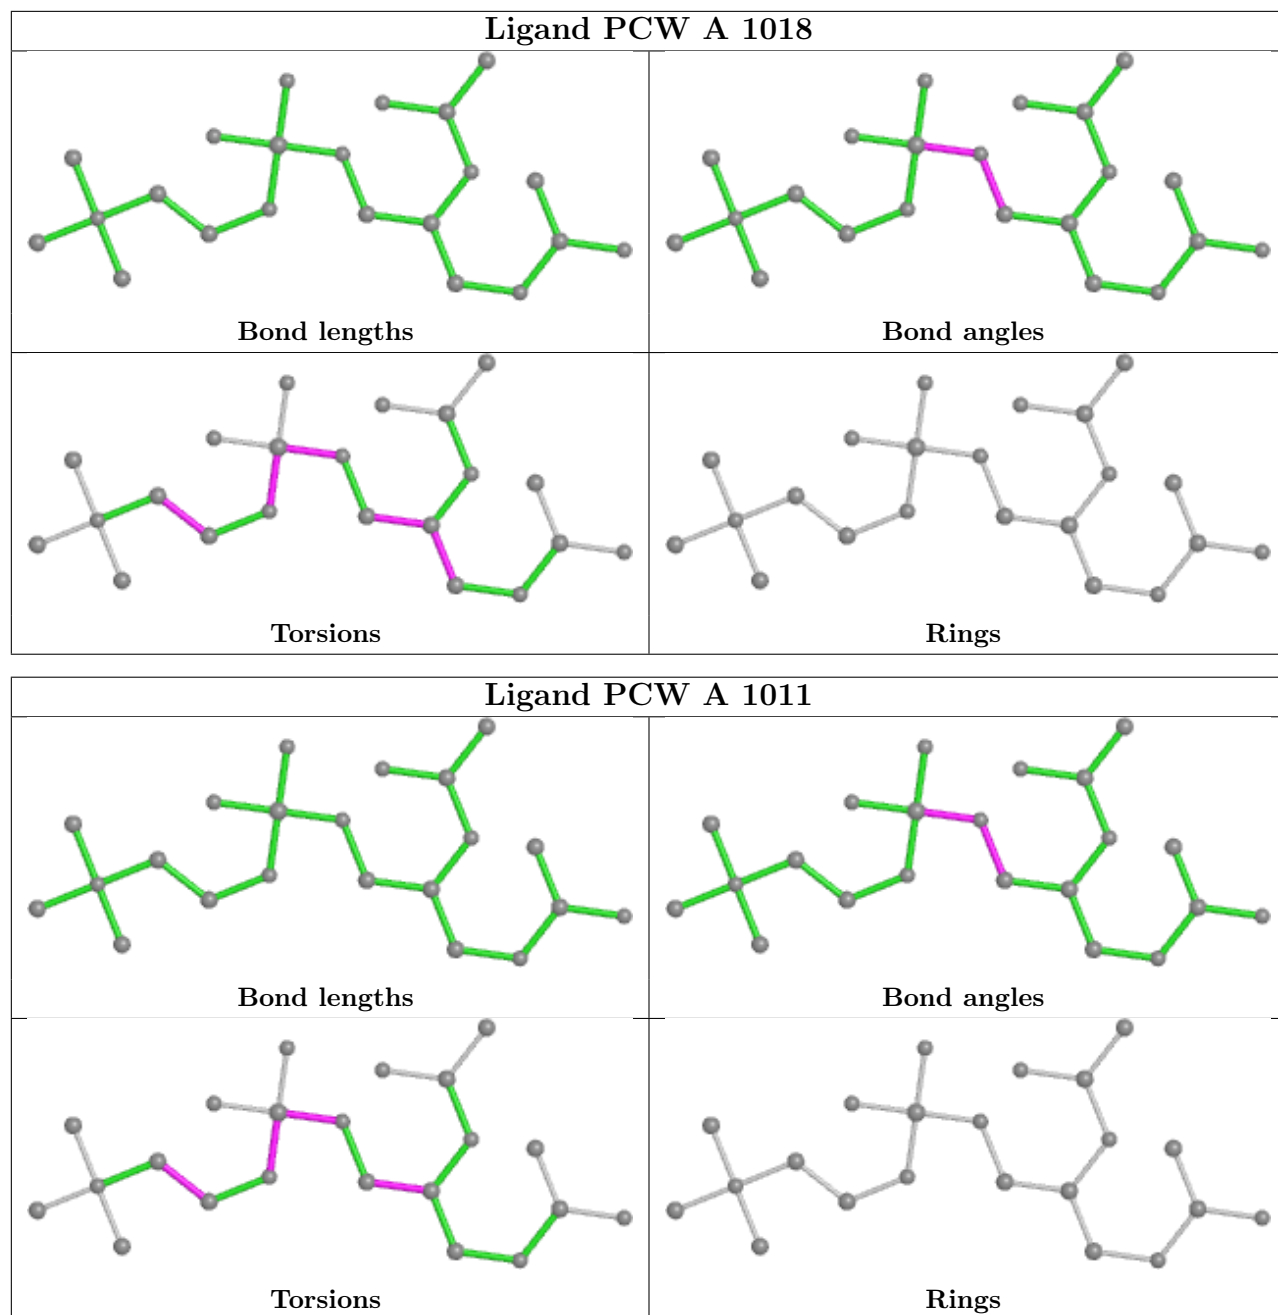 Ligand PCW A 1018
Bond lengths
Bond angles
Torsions
Rings
Ligand PCW A 1011
Bond lengths
Bond angles
Torsions
Rings